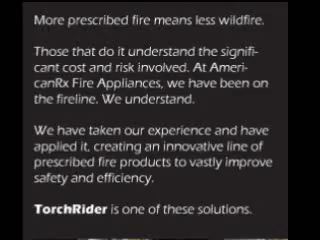 More prescribed fire means less wildfire.
Those that do it understand the signifi-
cant cost and risk involved. At Ameri-
canRx Fire Appliances, we have been on
the fireline. We understand.
We have taken our experience and have
applied it, creating an innovative line of
prescribed fire products to vastly improve
safety and efficiency.
TorchRider is one of these solutions.